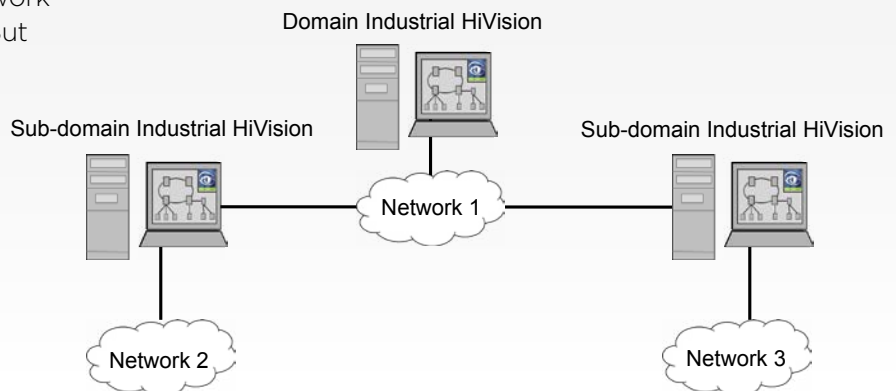 Domain Industrial HiVision
Sub-domain Industrial HiVision
Sub-domain Industrial HiVision
Network 1
Network 2
Network 3